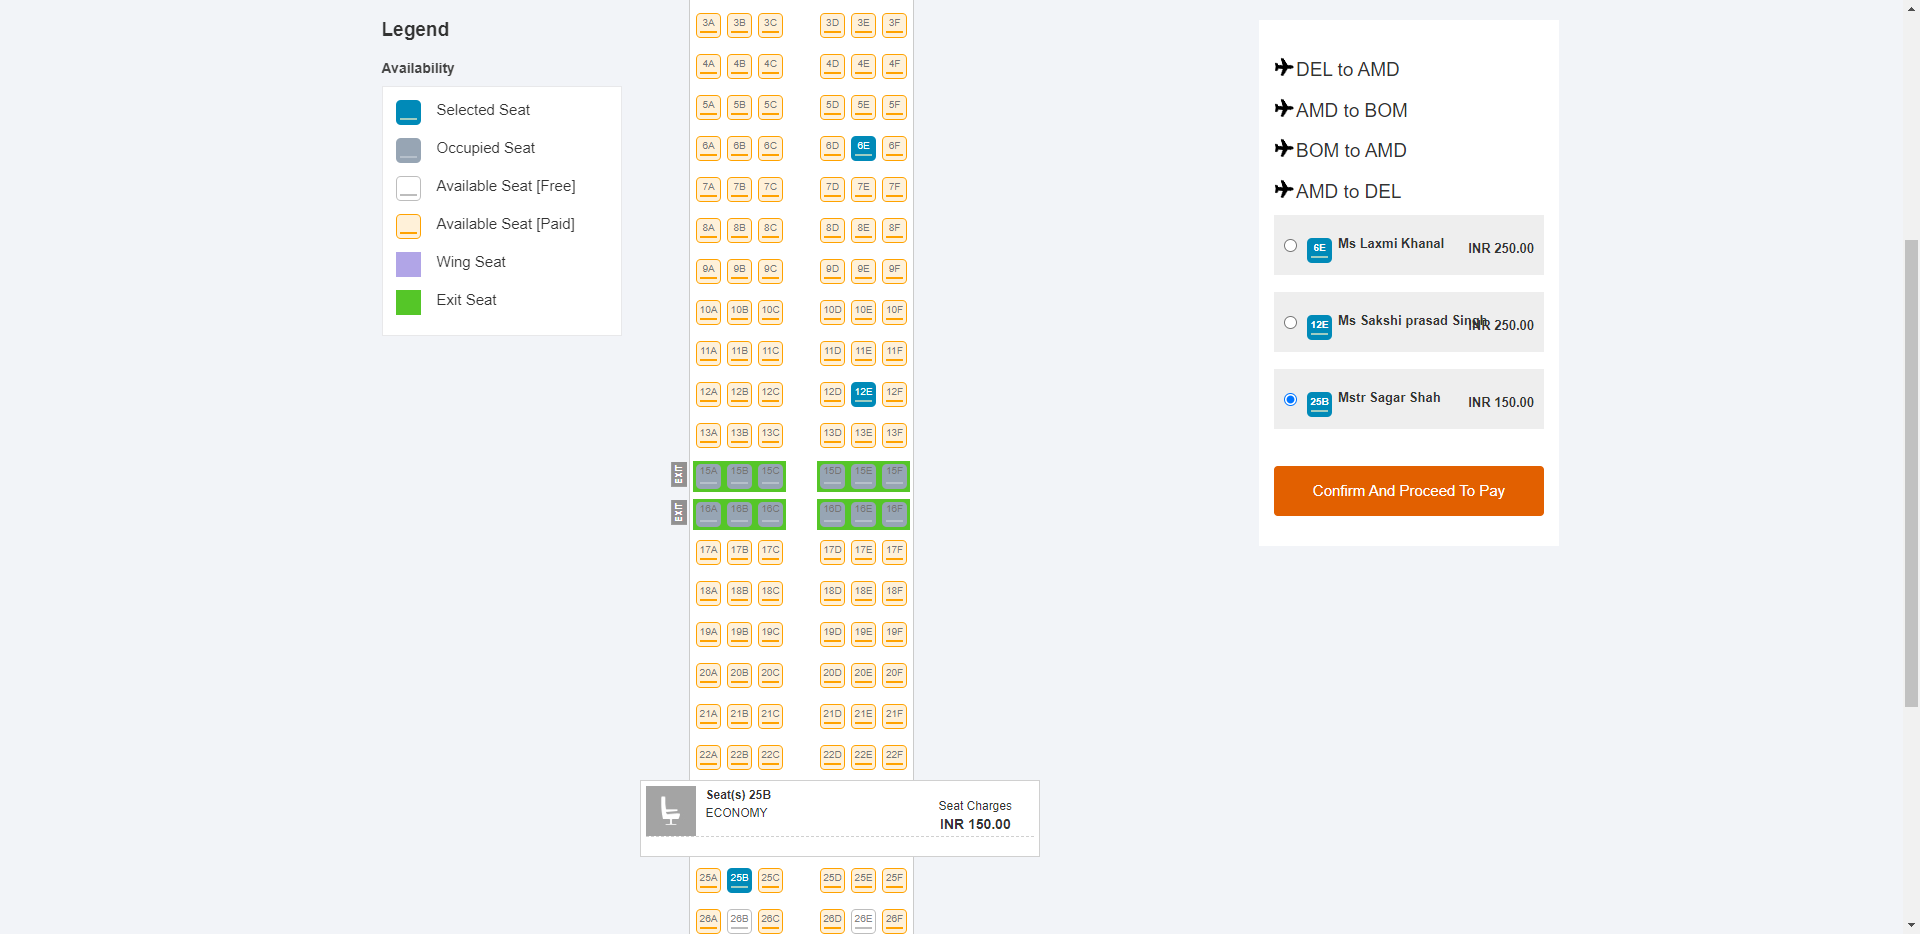 Legend
Availability
Selected Seat
Occupied Seat
Available Seat [Free]
Available Seat [Paid]
Wing Seat
Exit Seat
3A 3B 3C 3D 3E 3F
4A 4B 4C 4D 4E 4F
5A 5B 5C 5D 5E 5F
6A 6B 6C 6D 6E 6F
7A 7B 7C 7D 7E 7F
8A 8B 8C 8D 8E 8F
9A 9B 9C 9D 9E 9F
10A 10B 10C 10D 10E 10F
11A 11B 11C 11D 11E 11F
12A 12B 12C 12D 12E 12F
13A 13B 13C 13D 13E 13F
EXIT 15A 15B 15C 15D 15E 15F
EXIT 16A 16B 16C 16D 16E 16F
17A 17B 17C 17D 17E 17F
18A 18B 18C 18D 18E 18F
19A 19B 19C 19D 19E 19F
20A 20B 20C 20D 20E 20F
21A 21B 21C 21D 21E 21F
22A 22B 22C 22D 22E 22F
Seat(s) 25B
ECONOMY
Seat Charges
INR 150.00
25A 25B 25C 25D 25E 25F
26A 26B 26C 26D 26E 26F
DEL to AMD
AMD to BOM
BOM to AMD
AMD to DEL
6E Ms Laxmi Khanal INR 250.00
12E Ms Sakshi prasad Singh INR 250.00
25B Mstr Sagar Shah INR 150.00
Confirm And Proceed To Pay